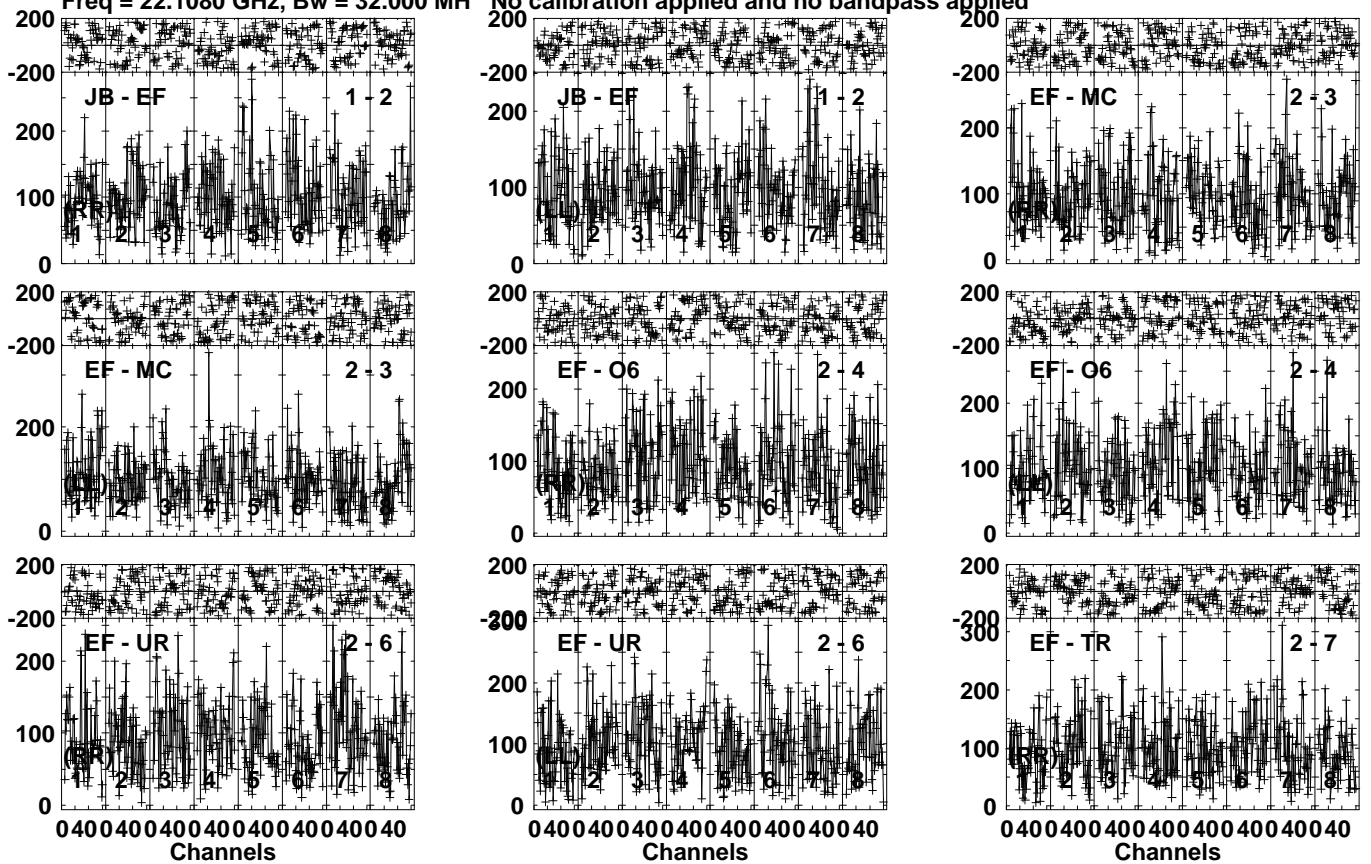 Freq = 22.1080 GHz, Bw = 32.000 MH No calibration applied and no bandpass applied
200
-200
JB - EF 1 - 2
200
100
(RR)
1 2 3 4 5 6 7 8
0
200
-200
JB - EF 1 - 2
200
100
(LL)
1 2 3 4 5 6 7 8
0
200
-200
EF - MC 2 - 3
200
100
(RR)
1 2 3 4 5 6 7 8
0
200
-200
EF - MC 2 - 3
200
(LL)
1 2 3 4 5 6 7 8
0
200
-200
EF - O6 2 - 4
200
100
(RR)
1 2 3 4 5 6 7 8
0
200
-200
EF - O6 2 - 4
200
100
(LL)
1 2 3 4 5 6 7 8
0
200
-200
EF - UR 2 - 6
200
100
(RR)
1 2 3 4 5 6 7 8
0
0 40 0 40 0 40 0 40 0 40 0 40 0 40 0 40
Channels
200
-200
300
EF - UR 2 - 6
200
100
(LL)
1 2 3 4 5 6 7 8
0
0 40 0 40 0 40 0 40 0 40 0 40 0 40 0 40
Channels
200
-200
300
EF - TR 2 - 7
200
100
(RR)
1 2 3 4 5 6 7 8
0
0 40 0 40 0 40 0 40 0 40 0 40 0 40 0 40
Channels